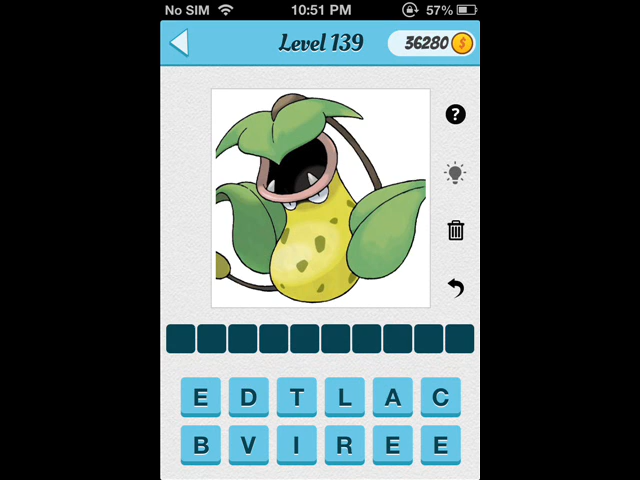 No SIM 10:51 PM 57%
Level 139 36280 $
?
E D T L A C
B V I R E E